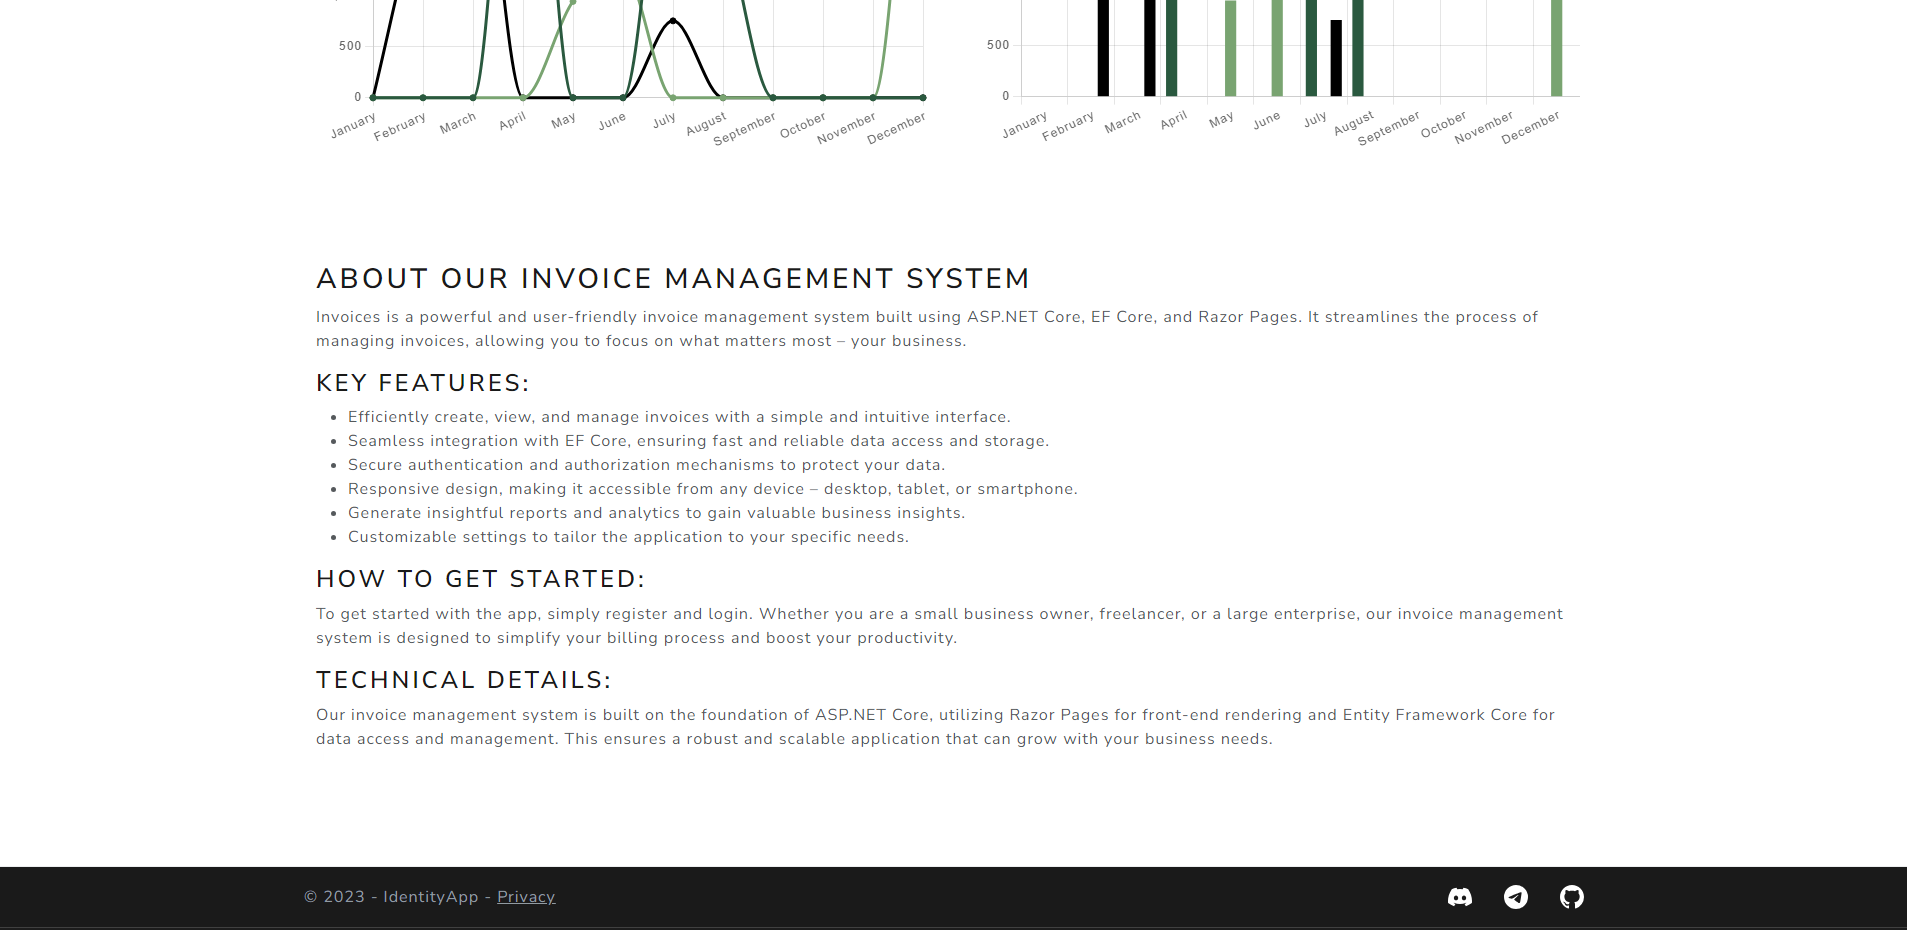 500
0
January February March April May June July August September October November December
500
0
January February March April May June July August September October November December
ABOUT OUR INVOICE MANAGEMENT SYSTEM
Invoices is a powerful and user-friendly invoice management system built using ASP.NET Core, EF Core, and Razor Pages. It streamlines the process of
managing invoices, allowing you to focus on what matters most – your business.
KEY FEATURES:
• Efficiently create, view, and manage invoices with a simple and intuitive interface.
• Seamless integration with EF Core, ensuring fast and reliable data access and storage.
• Secure authentication and authorization mechanisms to protect your data.
• Responsive design, making it accessible from any device – desktop, tablet, or smartphone.
• Generate insightful reports and analytics to gain valuable business insights.
• Customizable settings to tailor the application to your specific needs.
HOW TO GET STARTED:
To get started with the app, simply register and login. Whether you are a small business owner, freelancer, or a large enterprise, our invoice management
system is designed to simplify your billing process and boost your productivity.
TECHNICAL DETAILS:
Our invoice management system is built on the foundation of ASP.NET Core, utilizing Razor Pages for front-end rendering and Entity Framework Core for
data access and management. This ensures a robust and scalable application that can grow with your business needs.
© 2023 - IdentityApp - Privacy